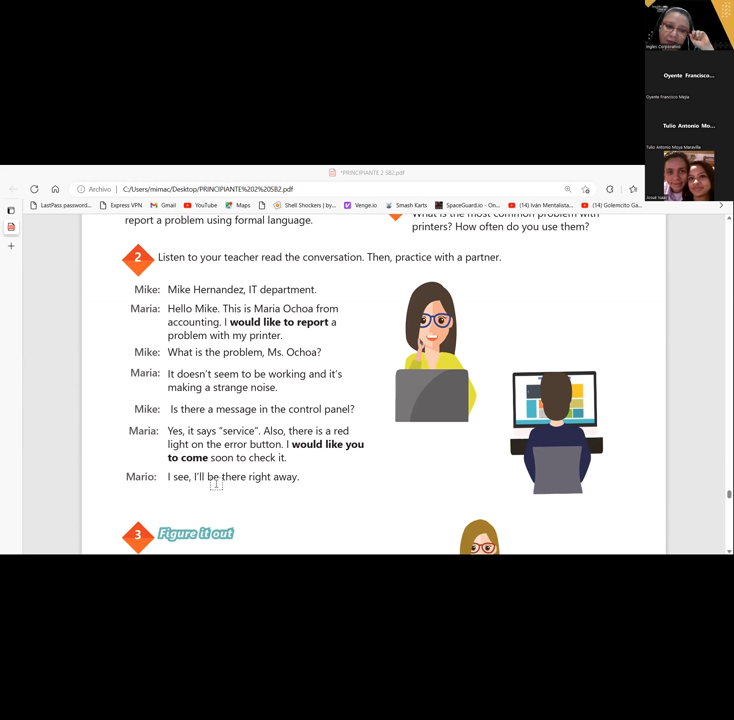 Ingles Corporativo
Oyente Francisco...
Oyente Francisco Mejia
Tulio Antonio Mo...
Tulio Antonio Moya Maravilla
Josué Isaac
*PRINCIPIANTE 2 SB2.pdf
Archivo
C:/Users/mimac/Desktop/PRINCIPIANTE%202%20SB2.pdf
LastPass password...
Express VPN
Gmail
YouTube
Maps
Shell Shockers | by...
Venge.io
Smash Karts
SpaceGuard.io - On...
(14) Iván Mentalista...
(14) Golemcito Ga...
report a problem using formal language.
What is the most common problem with
printers? How often do you use them?
2
Listen to your teacher read the conversation. Then, practice with a partner.
Mike: Mike Hernandez, IT department.
Maria: Hello Mike. This is Maria Ochoa from
accounting. I would like to report a
problem with my printer.
Mike: What is the problem, Ms. Ochoa?
Maria: It doesn't seem to be working and it's
making a strange noise.
Mike: Is there a message in the control panel?
Maria: Yes, it says "service". Also, there is a red
light on the error button. I would like you
to come soon to check it.
Mario: I see, I'll be there right away.
3
Figure it out